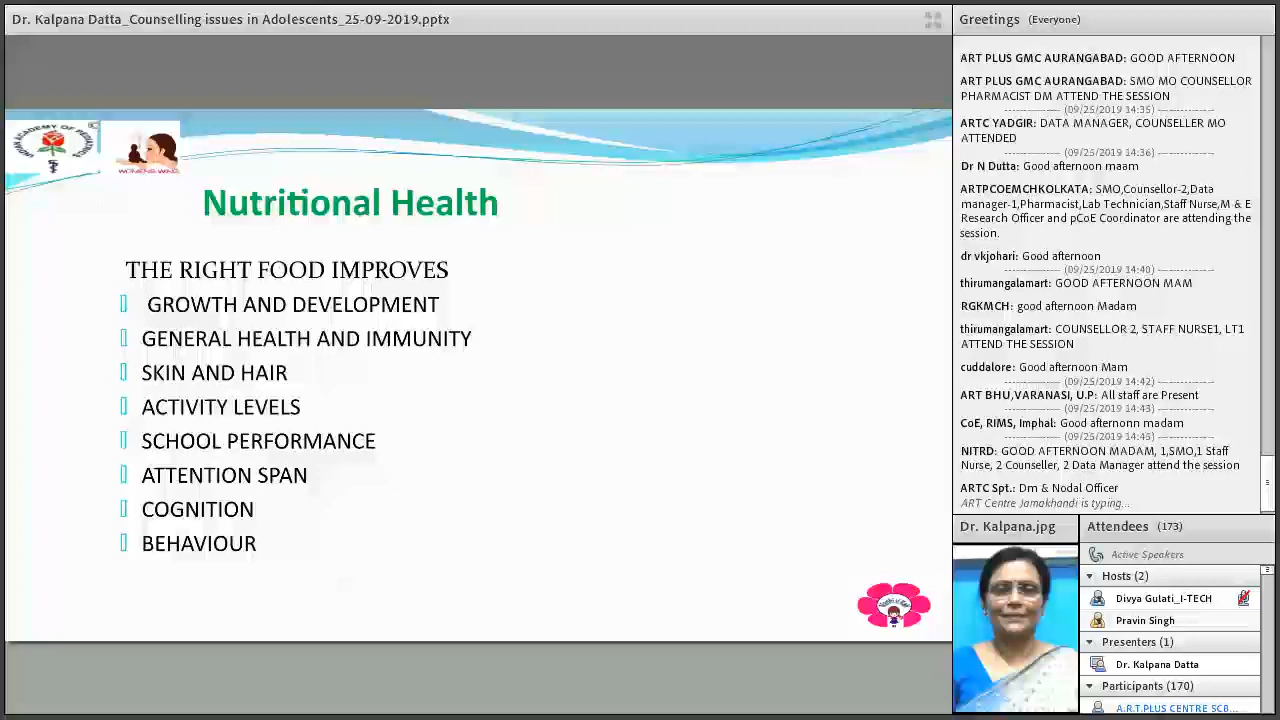 Dr. Kalpana Datta_Counselling issues in Adolescents_25-09-2019.pptx
Nutritional Health
THE RIGHT FOOD IMPROVES
GROWTH AND DEVELOPMENT
GENERAL HEALTH AND IMMUNITY
SKIN AND HAIR
ACTIVITY LEVELS
SCHOOL PERFORMANCE
ATTENTION SPAN
COGNITION
BEHAVIOUR
Greetings (Everyone)
ART PLUS GMC AURANGABAD: GOOD AFTERNOON
ART PLUS GMC AURANGABAD: SMO MO COUNSELLOR
PHARMACIST DM ATTEND THE SESSION
(09/25/2019 14:35)
ARTC YADGIR: DATA MANAGER, COUNSELLER MO
ATTENDED
(09/25/2019 14:36)
Dr N Dutta: Good afternoon maam
ARTPCOEMCHKOLKATA: SMO,Counsellor-2,Data
manager-1,Pharmacist,Lab Technician,Staff Nurse,M & E
Research Officer and pCoE Coordinator are attending the
session.
dr vkjohari: Good afternoon
(09/25/2019 14:40)
thirumangalamart: GOOD AFTERNOON MAM
RGKMCH: good afternoon Madam
thirumangalamart: COUNSELLOR 2, STAFF NURSE1, LT1
ATTEND THE SESSION
cuddalore: Good afternoon Mam
(09/25/2019 14:42)
ART BHU,VARANASI, U.P: All staff are Present
(09/25/2019 14:43)
CoE, RIMS, Imphal: Good afternonn madam
(09/25/2019 14:45)
NITRD: GOOD AFTERNOON MADAM, 1,SMO,1 Staff
Nurse, 2 Counseller, 2 Data Manager attend the session
ARTC Spt.: Dm & Nodal Officer
ART Centre Jamakhandi is typing...
Dr. Kalpana.jpg
Attendees (173)
Active Speakers
Hosts (2)
Divya Gulati_I-TECH
Pravin Singh
Presenters (1)
Dr. Kalpana Datta
Participants (170)
A.R.T.PLUS CENTRE SCB...